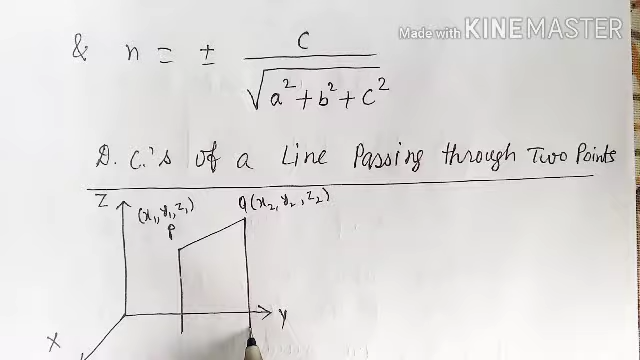 Made with KINEMASTER
& n = ± c / √a² + b² + c²
D. C.'s of a Line Passing through Two Points
Z (x₁, y₁, z₁) Q (x₂, y₂, z₂)
P
Y
X